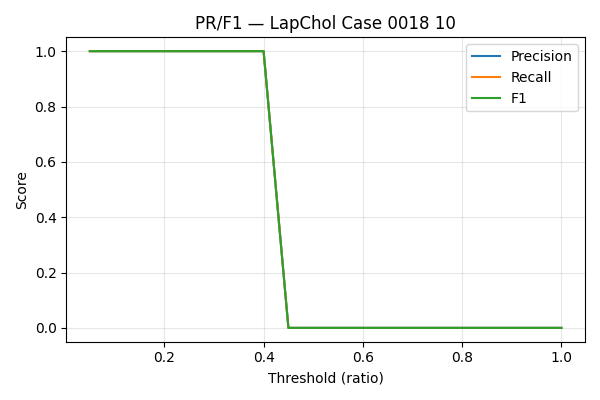 PR/F1 — LapChol Case 0018 10
Precision
Recall
F1
Score
1.0
0.8
0.6
0.4
0.2
0.0
0.2 0.4 0.6 0.8 1.0
Threshold (ratio)